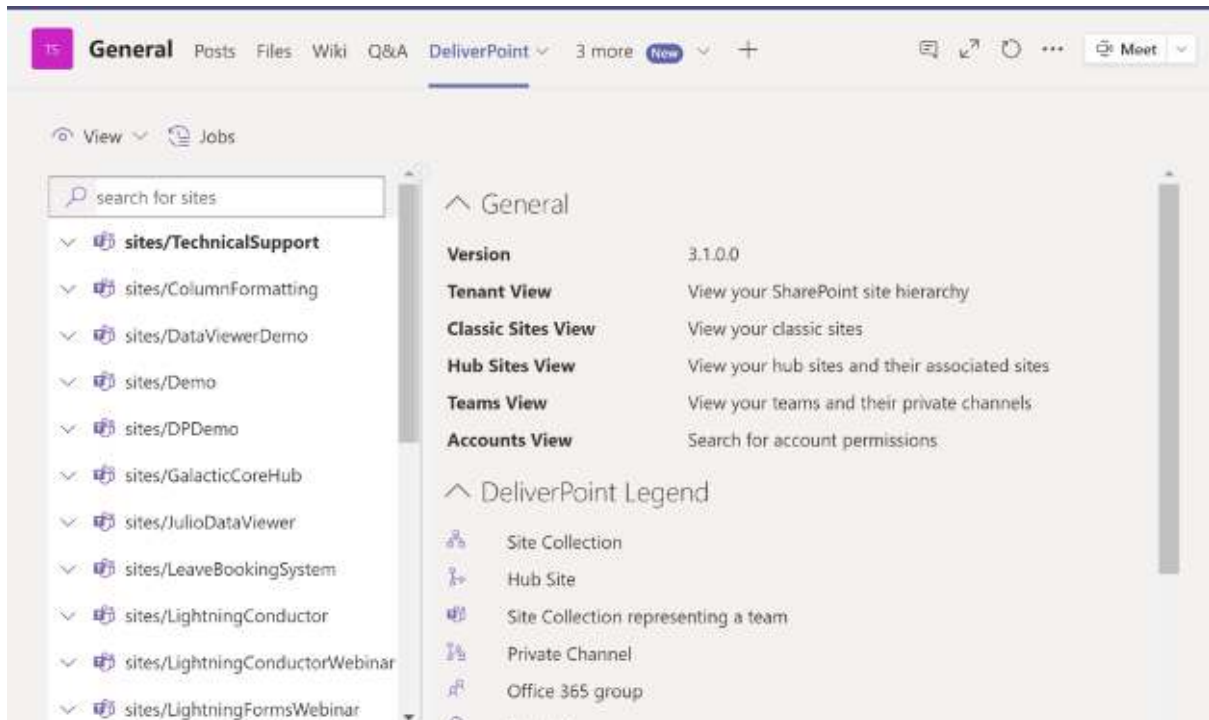 TS General Posts Files Wiki Q&A DeliverPoint 3 more New Meet
View Jobs
search for sites
sites/TechnicalSupport
sites/ColumnFormatting
sites/DataViewerDemo
sites/Demo
sites/DPDemo
sites/GalacticCoreHub
sites/JulioDataViewer
sites/LeaveBookingSystem
sites/LightningConductor
sites/LightningConductorWebinar
sites/LightningFormsWebinar
General
Version 3.1.0.0
Tenant View View your SharePoint site hierarchy
Classic Sites View View your classic sites
Hub Sites View View your hub sites and their associated sites
Teams View View your teams and their private channels
Accounts View Search for account permissions
DeliverPoint Legend
Site Collection
Hub Site
Site Collection representing a team
Private Channel
Office 365 group